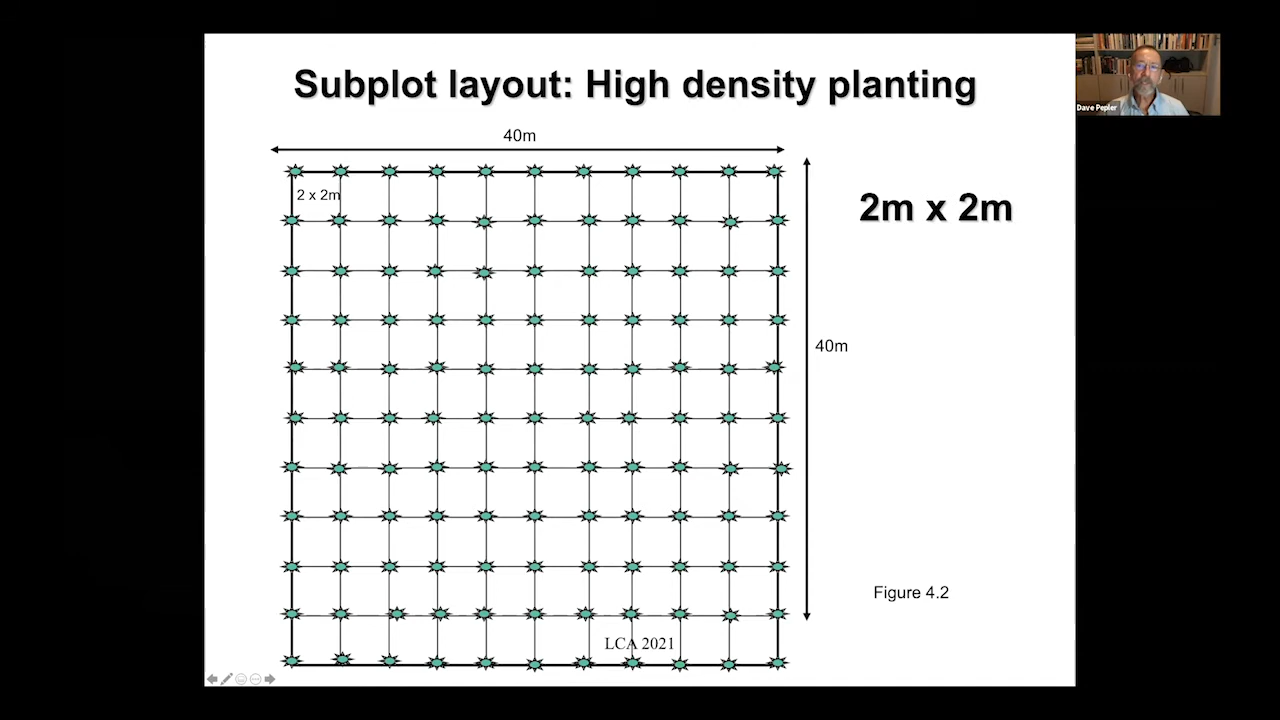 Subplot layout: High density planting
Dave Pepler
40m
2 x 2m
2m x 2m
40m
Figure 4.2
LCA 2021